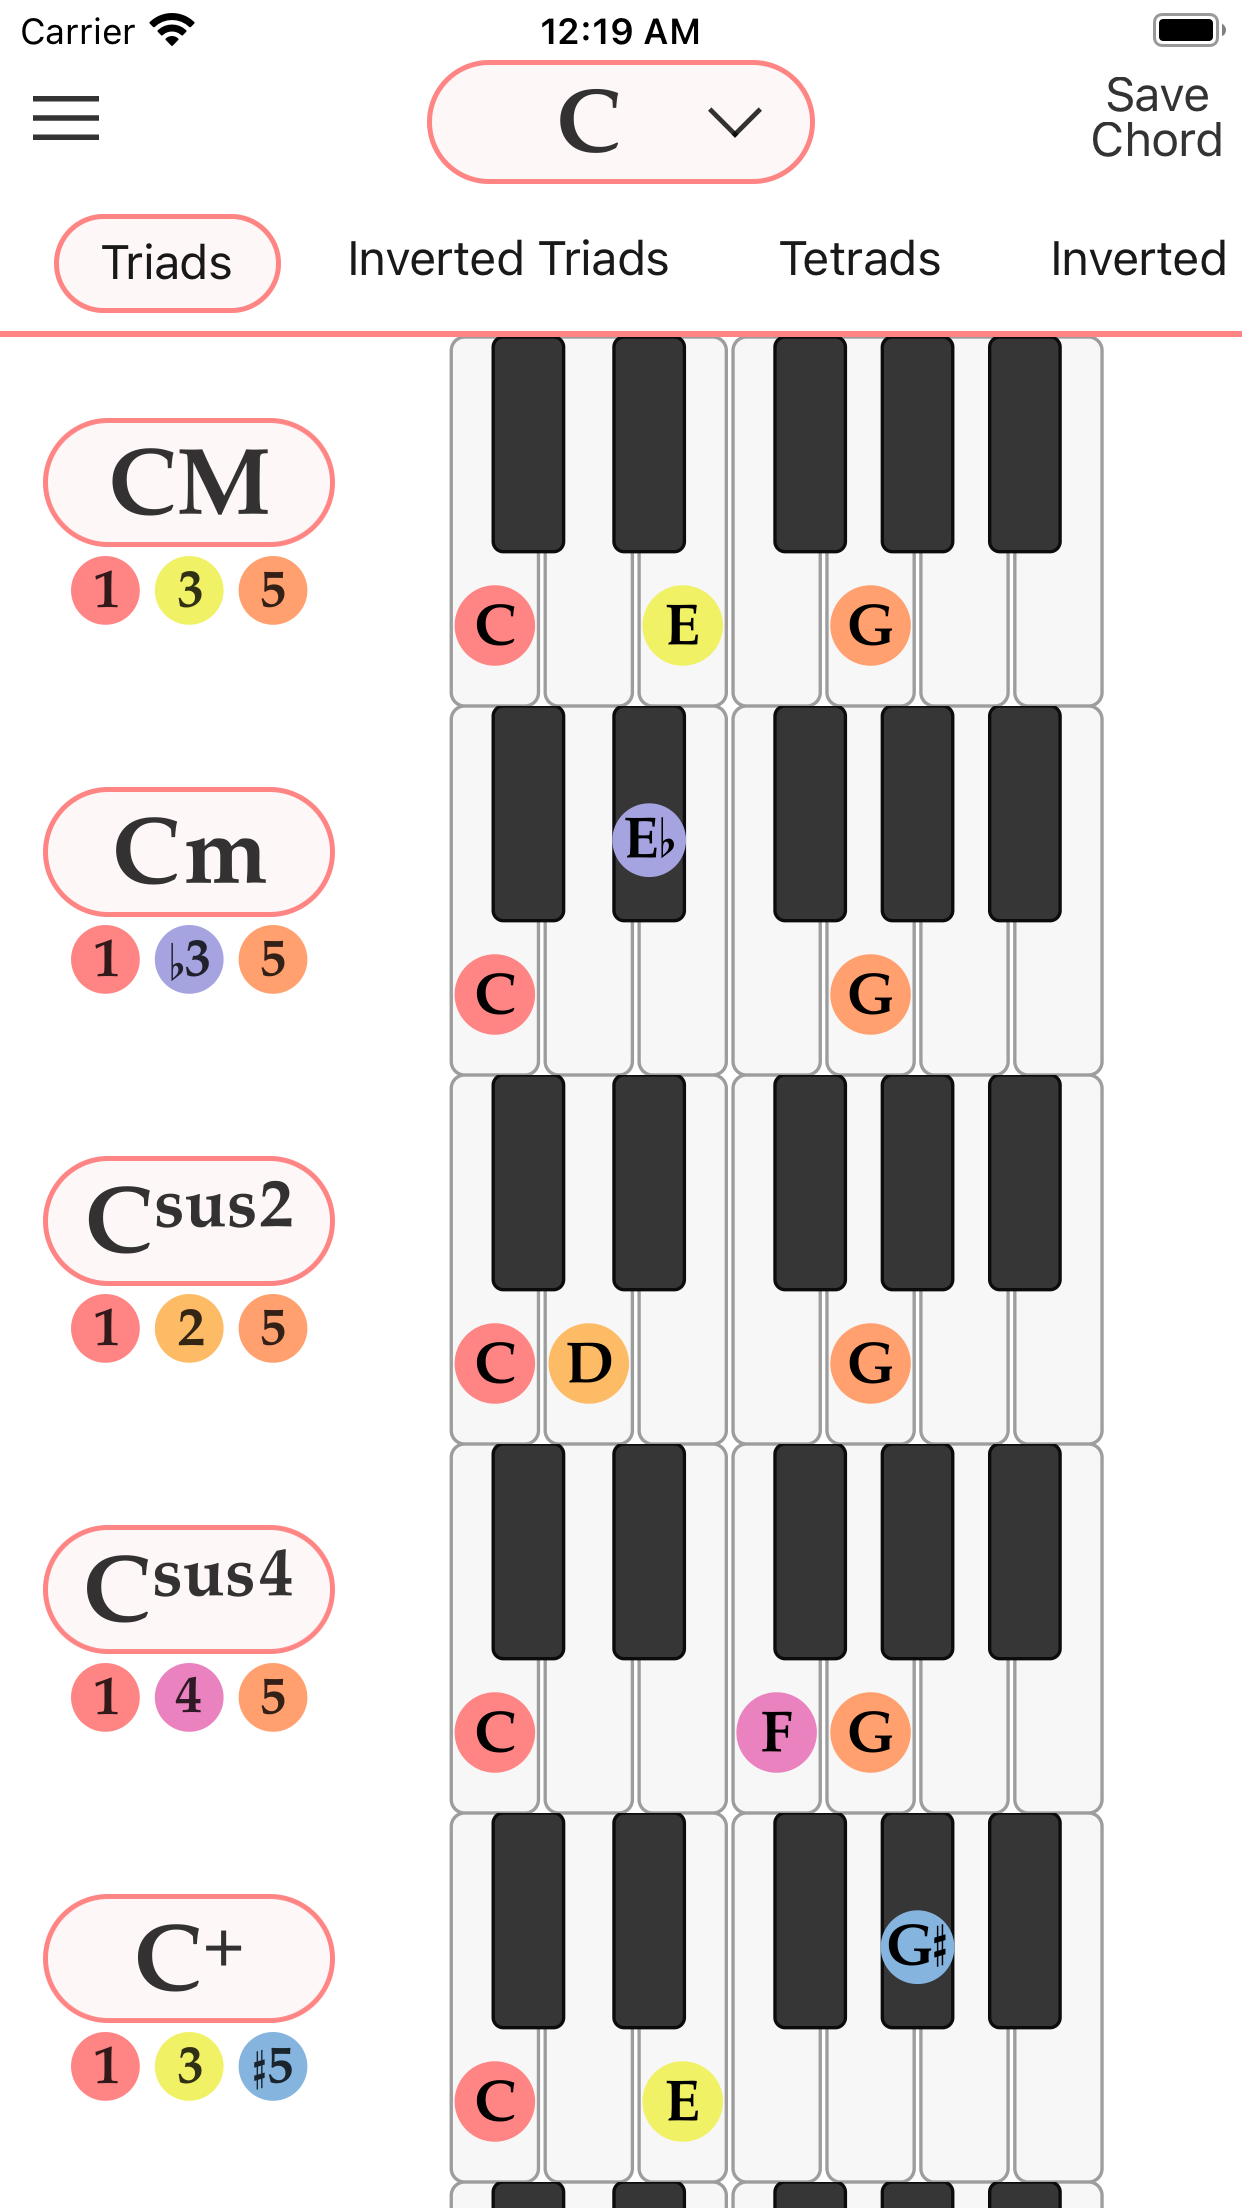 Carrier 12:19 AM
C
Save
Chord
Triads Inverted Triads Tetrads Inverted
CM
1 3 5
C E G
Cm
1 ♭3 5
E♭
C G
Csus2
1 2 5
C D G
Csus4
1 4 5
C F G
C+
1 3 ♯5
G♯
C E